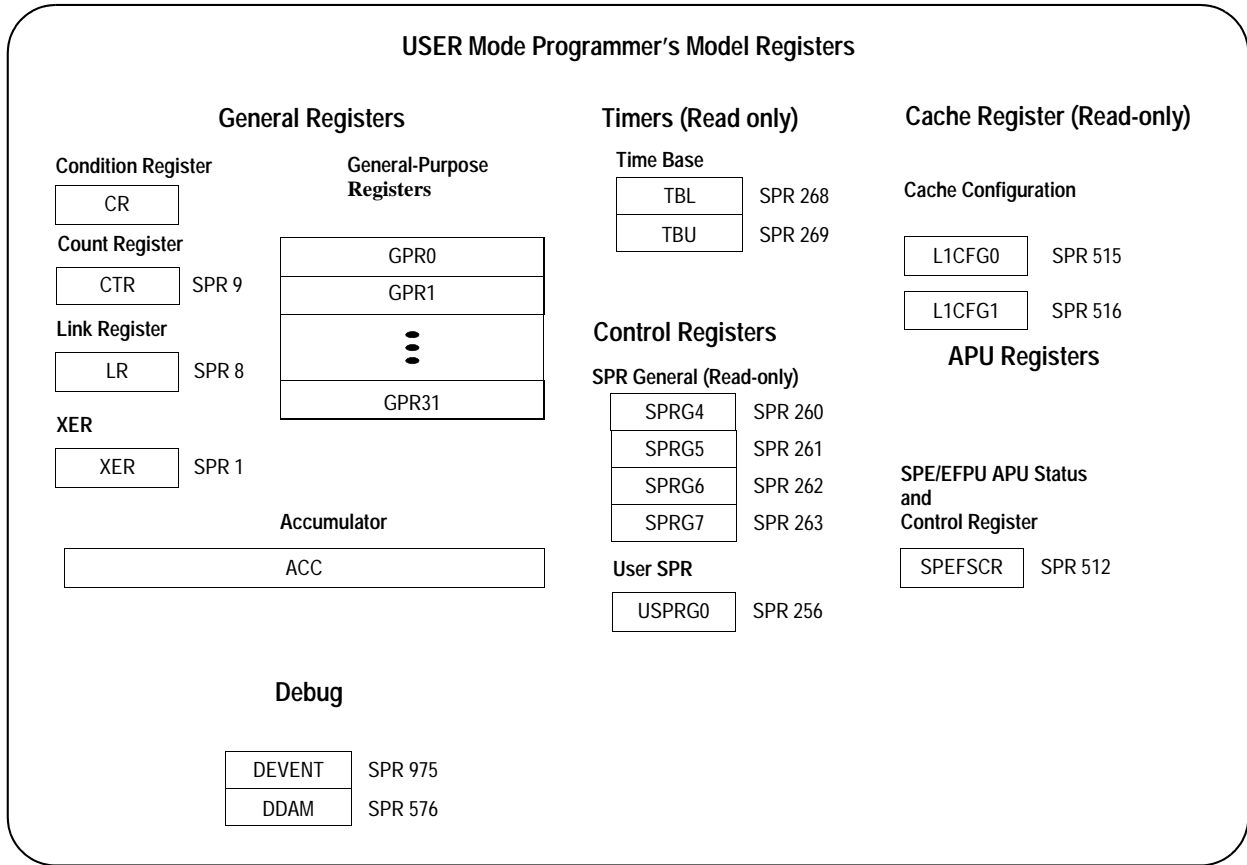 USER Mode Programmer's Model Registers
General Registers
Condition Register
CR
Count Register
CTR SPR 9
Link Register
LR SPR 8
XER
XER SPR 1
General-Purpose
Registers
GPR0
GPR1
GPR31
Accumulator
ACC
Debug
DEVENT SPR 975
DDAM SPR 576
Timers (Read only)
Time Base
TBL SPR 268
TBU SPR 269
Control Registers
SPR General (Read-only)
SPRG4 SPR 260
SPRG5 SPR 261
SPRG6 SPR 262
SPRG7 SPR 263
User SPR
USPRG0 SPR 256
Cache Register (Read-only)
Cache Configuration
L1CFG0 SPR 515
L1CFG1 SPR 516
APU Registers
SPE/EFPU APU Status
and
Control Register
SPEFSCR SPR 512